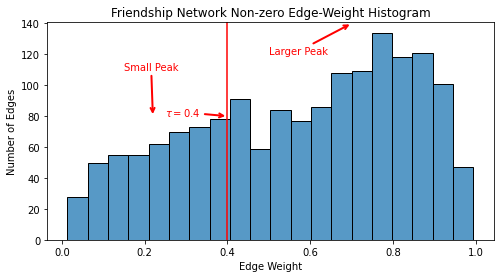 Friendship Network Non-zero Edge-Weight Histogram
140
120
100
80
60
40
20
0
Number of Edges
Larger Peak
Small Peak
τ = 0.4
0.0 0.2 0.4 0.6 0.8 1.0
Edge Weight